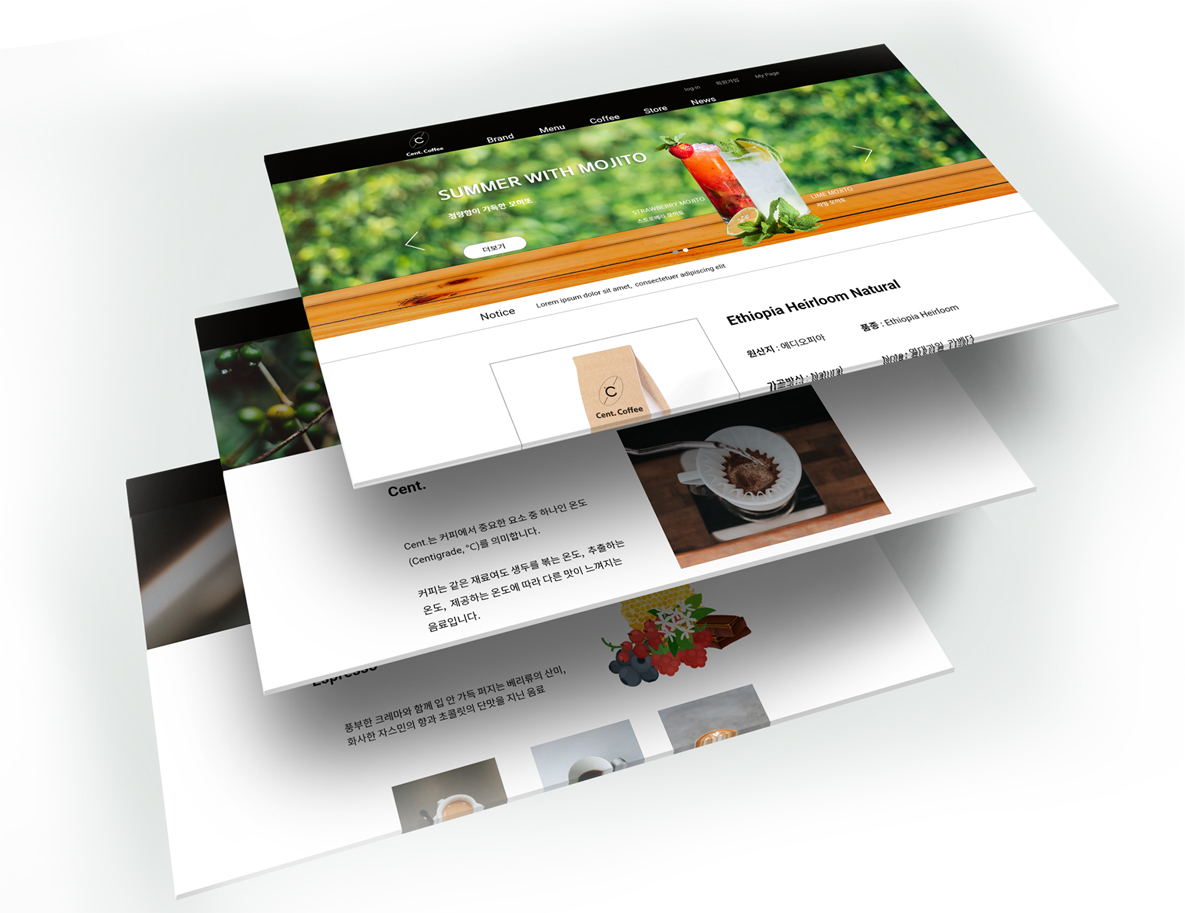 log-in 회원가입 My Page
Cent. Coffee
Brand Menu Coffee Store News
SUMMER WITH MOJITO
청량함이 가득한 모히또
더보기
STRAWBERRY MOJITO
스트로베리 모히또
LIME MOJITO
라임 모히또
Notice Lorem ipsum dolor sit amet, consectetuer adipiscing elit
Cent. Coffee
Ethiopia Heirloom Natural
원산지 : 에디오피아 품종 : Ethiopia Heirloom
가공방식 : Natural Note :
Cent.
Cent.는 커피에서 중요한 요소 중 하나인 온도
(Centigrade, °C)를 의미합니다.
커피는 같은 재료여도 생두를 볶는 온도, 추출하는
온도, 제공하는 온도에 따라 다른 맛이 느껴지는
음료입니다.
Espresso
풍부한 크레마와 함께 입 안 가득 퍼지는 베리류의 산미,
화사한 자스민의 향과 초콜릿의 단맛을 지닌 음료